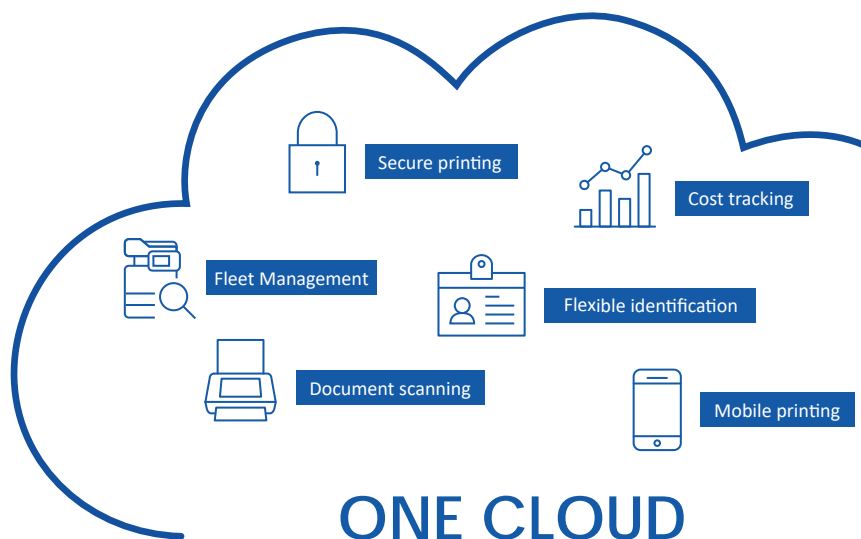 Secure printing
Cost tracking
Fleet Management
Flexible identification
Document scanning
Mobile printing
ONE CLOUD